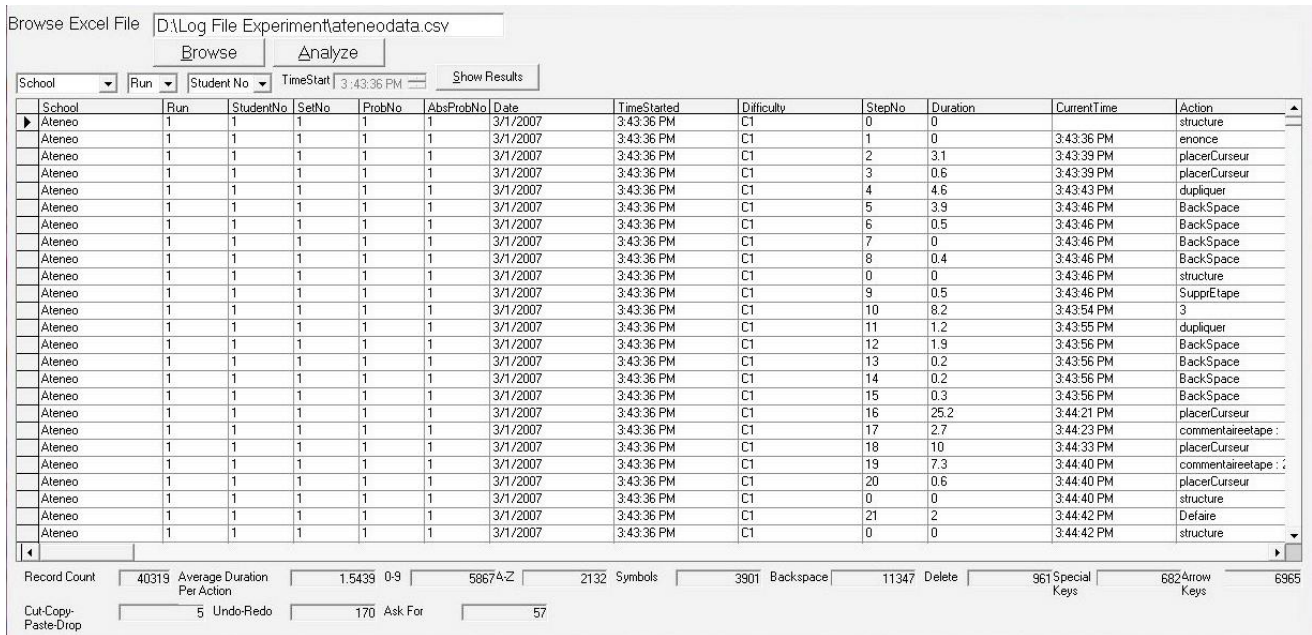 Browse Excel File D:\Log File Experiment\ateneodata.csv
Browse Analyze
School Run Student No TimeStart 3:43:36 PM Show Results
School Run StudentNo SetNo ProbNo AbsProbNo Date TimeStarted Difficulty StepNo Duration CurrentTime Action
Ateneo 1 1 1 1 1 3/1/2007 3:43:36 PM C1 0 0 structure
Ateneo 1 1 1 1 1 3/1/2007 3:43:36 PM C1 1 0 3:43:36 PM enonce
Ateneo 1 1 1 1 1 3/1/2007 3:43:36 PM C1 2 3.1 3:43:39 PM placerCurseur
Ateneo 1 1 1 1 1 3/1/2007 3:43:36 PM C1 3 0.6 3:43:39 PM placerCurseur
Ateneo 1 1 1 1 1 3/1/2007 3:43:36 PM C1 4 4.6 3:43:43 PM dupliquer
Ateneo 1 1 1 1 1 3/1/2007 3:43:36 PM C1 5 3.9 3:43:46 PM BackSpace
Ateneo 1 1 1 1 1 3/1/2007 3:43:36 PM C1 6 0.5 3:43:46 PM BackSpace
Ateneo 1 1 1 1 1 3/1/2007 3:43:36 PM C1 7 0 3:43:46 PM BackSpace
Ateneo 1 1 1 1 1 3/1/2007 3:43:36 PM C1 8 0.4 3:43:46 PM BackSpace
Ateneo 1 1 1 1 1 3/1/2007 3:43:36 PM C1 0 0 3:43:46 PM structure
Ateneo 1 1 1 1 1 3/1/2007 3:43:36 PM C1 9 0.5 3:43:46 PM SupprEtape
Ateneo 1 1 1 1 1 3/1/2007 3:43:36 PM C1 10 8.2 3:43:54 PM 3
Ateneo 1 1 1 1 1 3/1/2007 3:43:36 PM C1 11 1.2 3:43:55 PM dupliquer
Ateneo 1 1 1 1 1 3/1/2007 3:43:36 PM C1 12 1.9 3:43:56 PM BackSpace
Ateneo 1 1 1 1 1 3/1/2007 3:43:36 PM C1 13 0.2 3:43:56 PM BackSpace
Ateneo 1 1 1 1 1 3/1/2007 3:43:36 PM C1 14 0.2 3:43:56 PM BackSpace
Ateneo 1 1 1 1 1 3/1/2007 3:43:36 PM C1 15 0.3 3:43:56 PM BackSpace
Ateneo 1 1 1 1 1 3/1/2007 3:43:36 PM C1 16 25.2 3:44:21 PM placerCurseur
Ateneo 1 1 1 1 1 3/1/2007 3:43:36 PM C1 17 2.7 3:44:23 PM commentaireetape :
Ateneo 1 1 1 1 1 3/1/2007 3:43:36 PM C1 18 10 3:44:33 PM placerCurseur
Ateneo 1 1 1 1 1 3/1/2007 3:43:36 PM C1 19 7.3 3:44:40 PM commentaireetape :
Ateneo 1 1 1 1 1 3/1/2007 3:43:36 PM C1 20 0.6 3:44:40 PM placerCurseur
Ateneo 1 1 1 1 1 3/1/2007 3:43:36 PM C1 0 0 3:44:40 PM structure
Ateneo 1 1 1 1 1 3/1/2007 3:43:36 PM C1 21 2 3:44:42 PM Defaire
Ateneo 1 1 1 1 1 3/1/2007 3:43:36 PM C1 0 0 3:44:42 PM structure
Record Count 40319 Average Duration Per Action 1.5439 0-9 5867 A-Z 2132 Symbols 3901 Backspace 11347 Delete 961 Special Keys 682 Arrow Keys 6965
Cut-Copy-Paste-Drop 5 Undo-Redo 170 Ask For 57